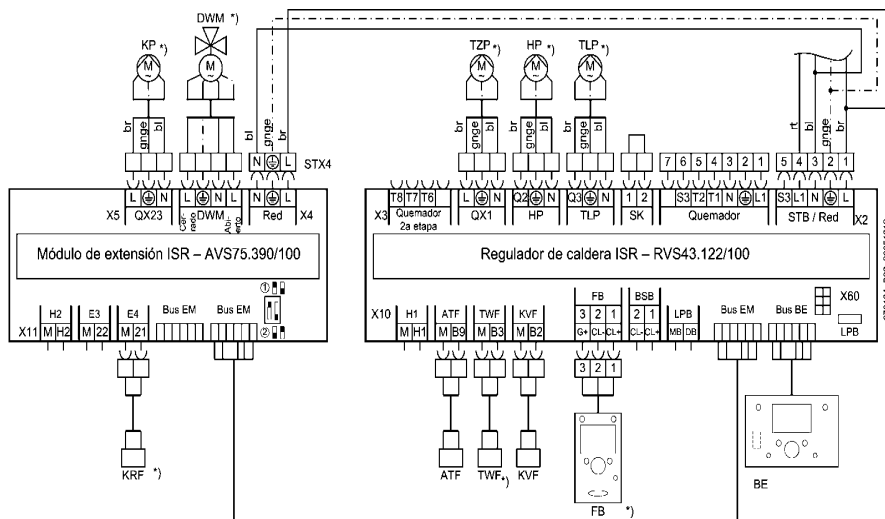 DWM *)
KP *)
TZP *)
HP *)
TLP *)
M
~
M
~
M
~
M
~
M
~
br
gnge
bl
bl
gnge
br
br
gnge
bl
br
gnge
bl
br
gnge
bl
rt
bl
gnge
br
N L STX4
7 6 5 4 3 2 1
5 4 3 2 1
L N L N L N L
X5 QX23 Cerrado DWM Abierto Red X4
T8 T7 T6 L N Q2 N Q3 N 1 2 S3 T2 T1 N L1 S3 L1 N L
X3 Quemador 2a etapa QX1 HP TLP SK Quemador STB / Red X2
Módulo de extensión ISR – AVS75.390/100
Regulador de caldera ISR – RVS43.122/100
H2 E3 E4 Bus EM Bus EM
1
2
X11 M H2 M 22 M 21
X10 H1 ATF TWF KVF FB BSB LPB Bus EM Bus BE X60
3 2 1 2 1
M H1 M B9 M B3 M B2 G+ CL- CL+ CL- CL+ MB DB LPB
3 2 1
KRF *)
ATF TWF *) KVF
FB *)
BE